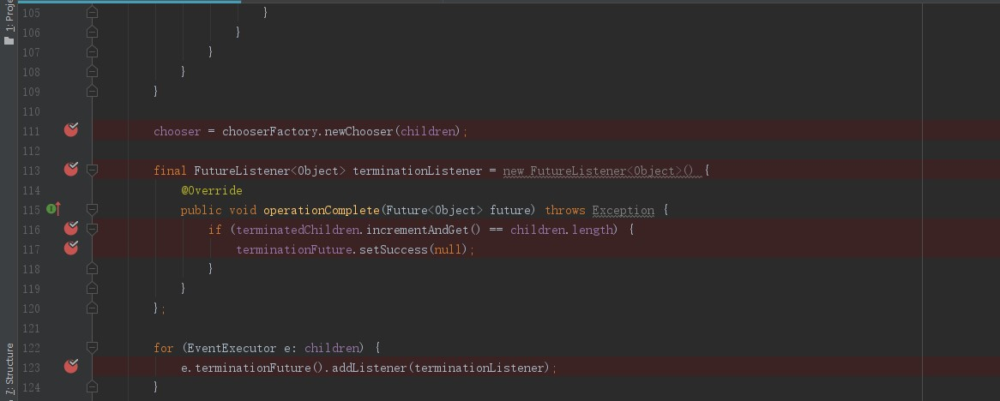 1: Proje
105 }
106 }
107 }
108 }
109 }
110
111 chooser = chooserFactory.newChooser(children);
112
113 final FutureListener<Object> terminationListener = new FutureListener<Object>() {
114 @Override
115 public void operationComplete(Future<Object> future) throws Exception {
116 if (terminatedChildren.incrementAndGet() == children.length) {
117 terminationFuture.setSuccess(null);
118 }
119 }
120 };
121
122 for (EventExecutor e: children) {
123 e.terminationFuture().addListener(terminationListener);
124 }
7: Structure